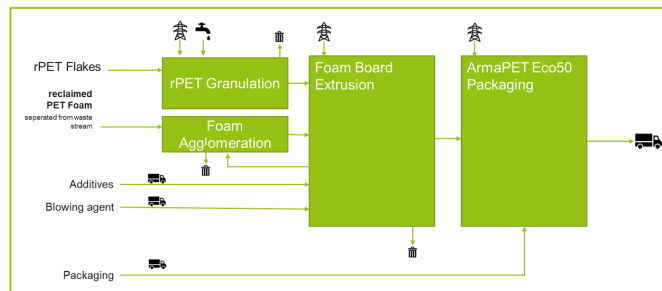 rPET Flakes
reclaimed
PET Foam
seperated from waste
stream
Additives
Blowing agent
Packaging
rPET Granulation
Foam
Agglomeration
Foam Board
Extrusion
ArmaPET Eco50
Packaging